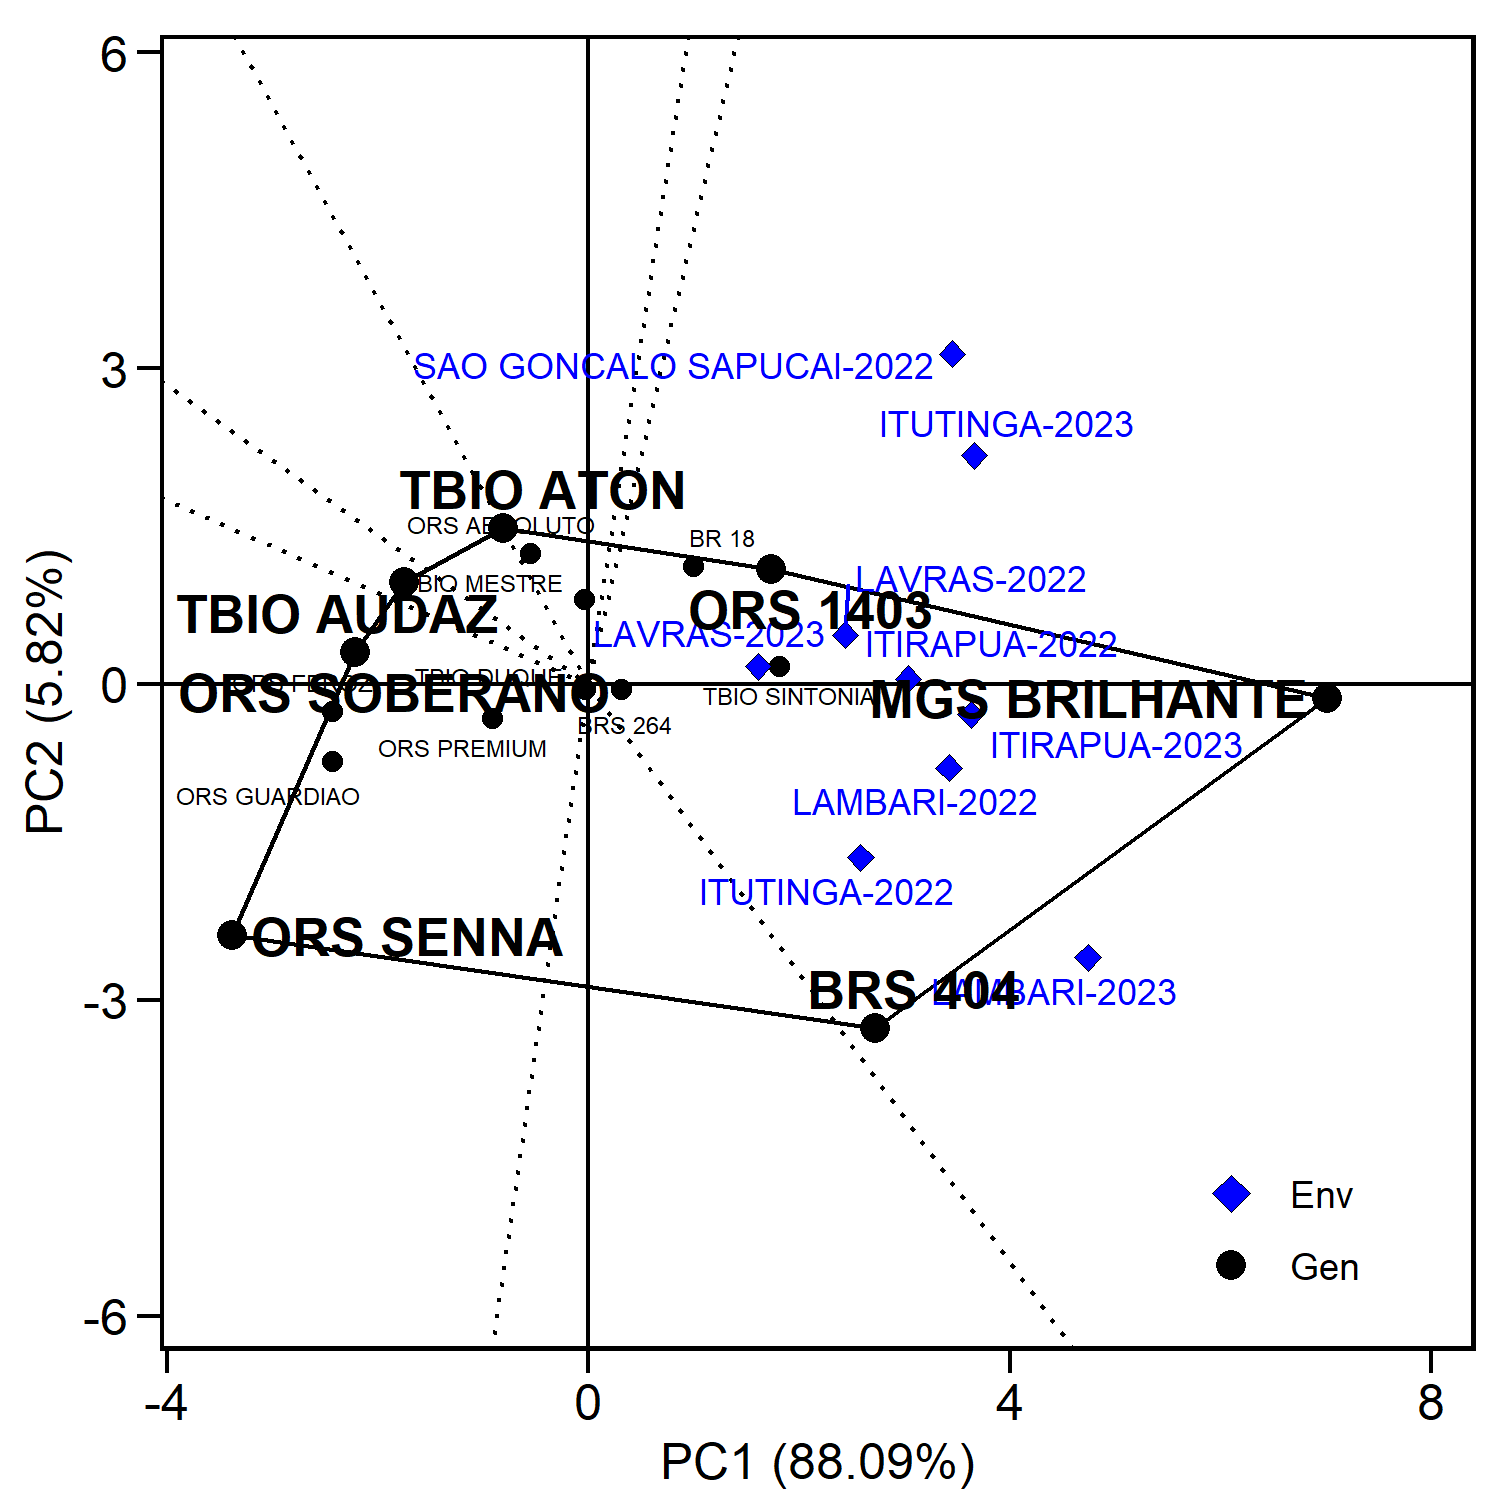 6
3
0
-3
-6
PC2 (5.82%)
SAO GONCALO SAPUCAI-2022
ITUTINGA-2023
TBIO ATON
ORS ABSOLUTO
BR 18
LAVRAS-2022
TBIO MESTRE
TBIO AUDAZ
ORS 1403
LAVRAS-2023
ITIRAPUA-2022
TBIO DUQUE
ORS SOBERANO
TBIO SINTONIA
MGS BRILHANTE
BRS 264
ORS PREMIUM
ITIRAPUA-2023
ORS GUARDIAO
LAMBARI-2022
ITUTINGA-2022
ORS SENNA
BRS 404
LAMBARI-2023
Env
Gen
-4
0
4
8
PC1 (88.09%)